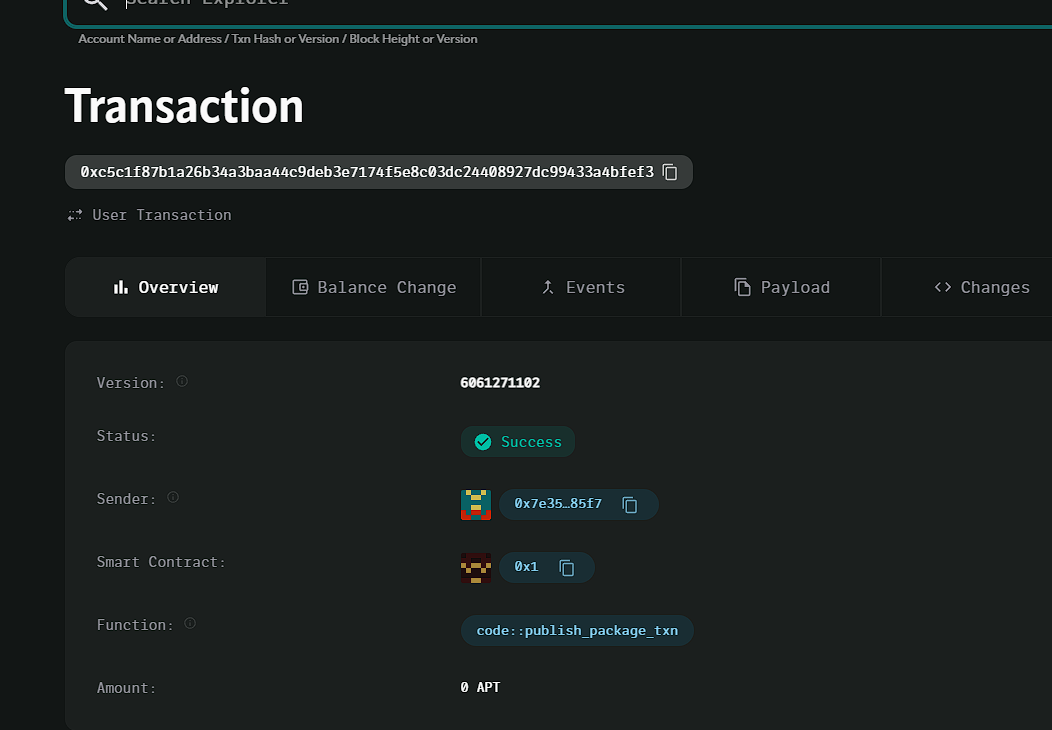 Search Explorer
Account Name or Address / Txn Hash or Version / Block Height or Version
Transaction
0xc5c1f87b1a26b34a3baa44c9deb3e7174f5e8c03dc24408927dc99433a4bfef3
User Transaction
Overview Balance Change Events Payload Changes
Version: 6061271102
Status: Success
Sender: 0x7e35…85f7
Smart Contract: 0x1
Function: code::publish_package_txn
Amount: 0 APT